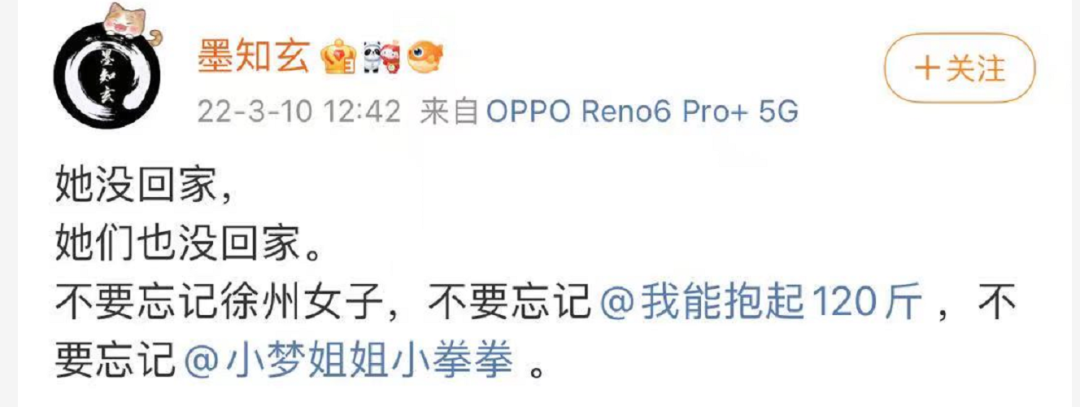 墨知玄
墨知玄
+关注
22-3-10 12:42 来自 OPPO Reno6 Pro+ 5G
她没回家，
她们也没回家。
不要忘记徐州女子，不要忘记@我能抱起120斤 ，不
要忘记@小梦姐姐小拳拳 。